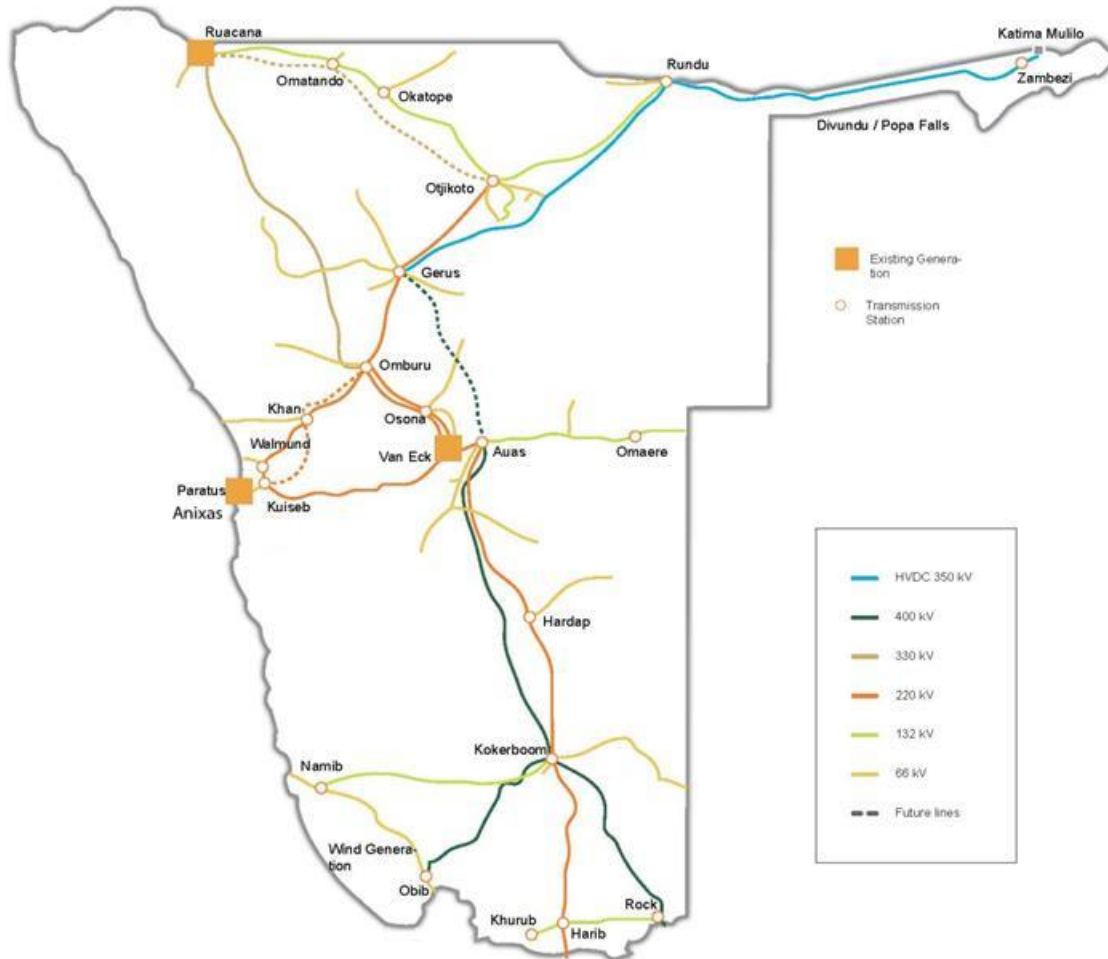 Ruacana
Katima Mulilo
Rundu
Omatando
Zambezi
Okatope
Divundu / Popa Falls
Otjikoto
Existing Genera-
tion
Gerus
Transmission
Station
Omburu
Khan
Osona
Walmund
Van Eck
Auas
Omaere
Paratus
Kuiseb
Anixas
HVDC 350 kV
400 kV
Hardap
330 kV
220 kV
132 kV
Kokerboom
Namib
66 kV
Future lines
Wind Genera-
tion
Obib
Rock
Khurub
Harib